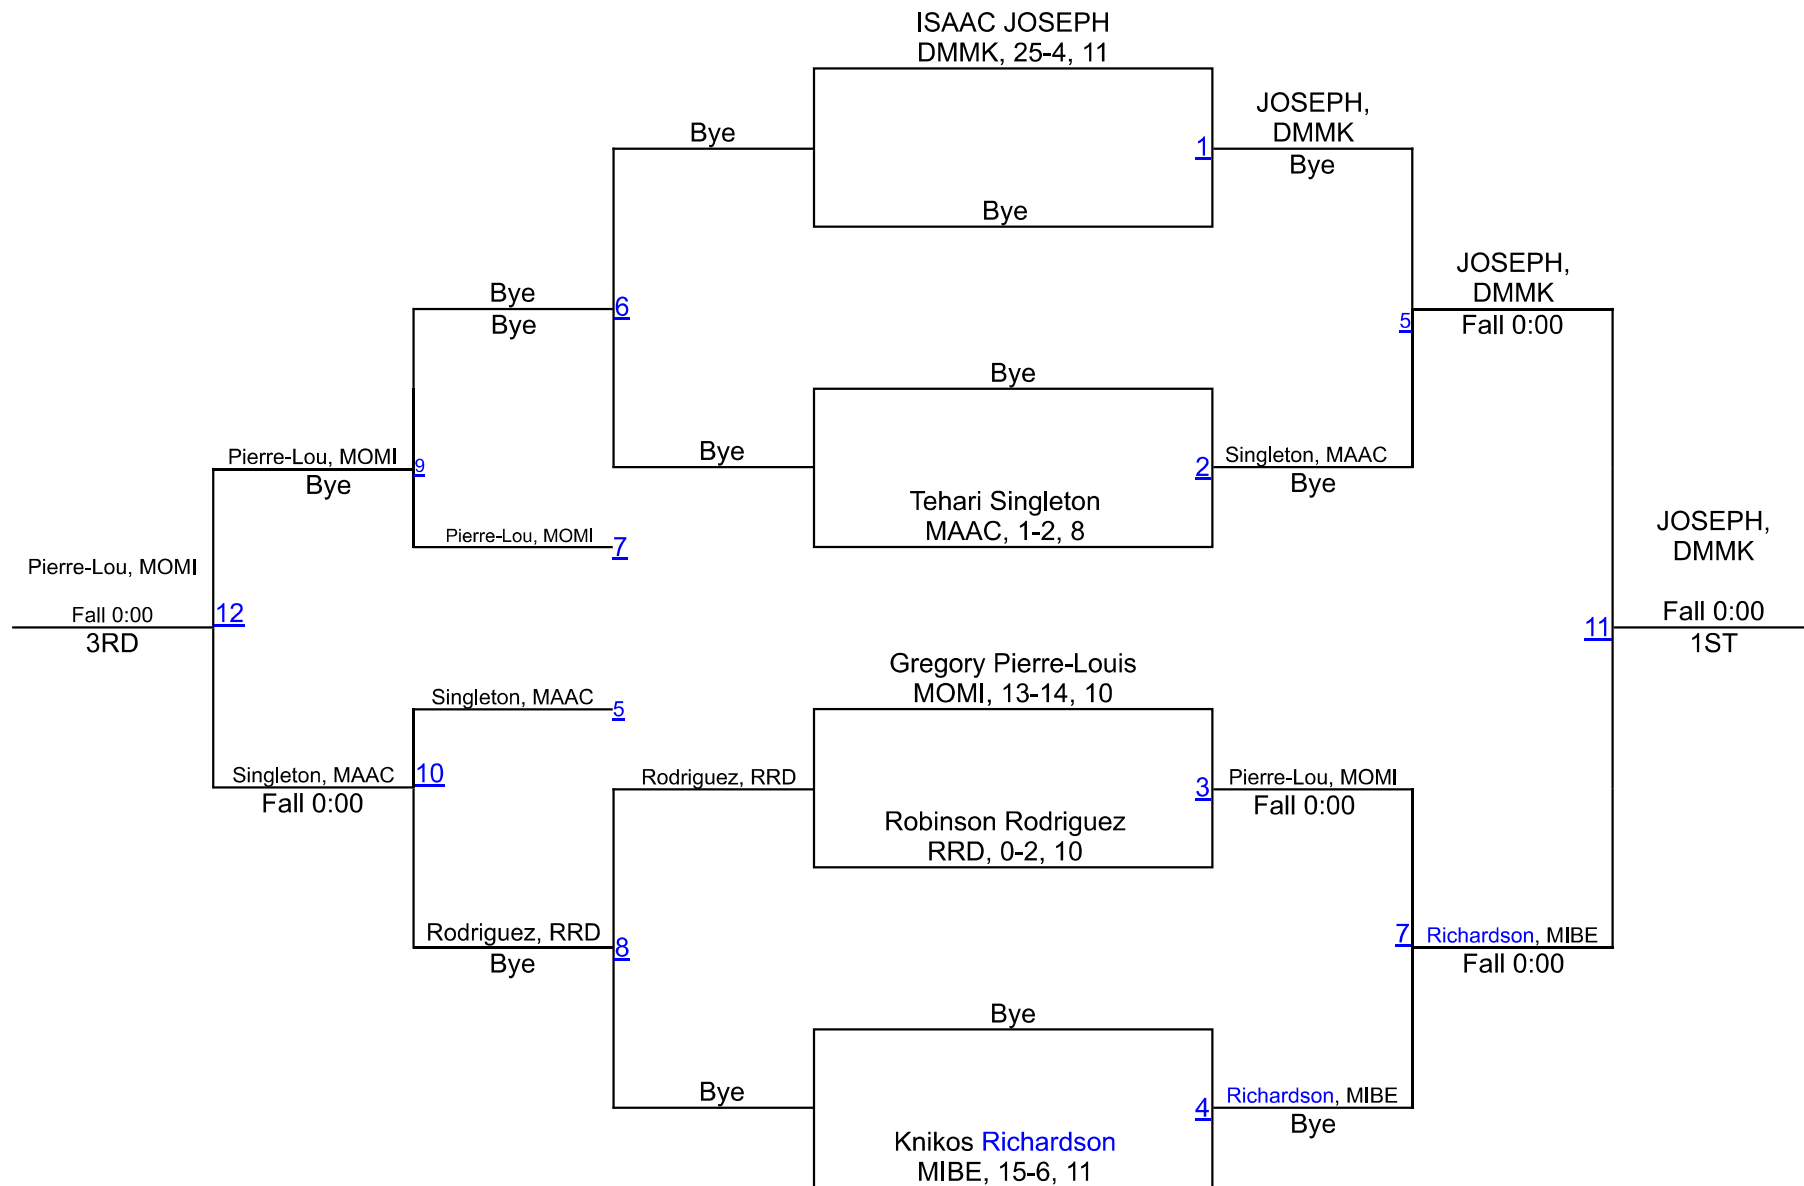 ISAAC JOSEPH
DMMK, 25-4, 11
JOSEPH,
DMMK
Bye
1
Bye
Bye
JOSEPH,
DMMK
Bye
Bye
6
5
Fall 0:00
Bye
Bye
Singleton, MAAC
Pierre-Lou, MOMI
9
2
Bye
Bye
Tehari Singleton
MAAC, 1-2, 8
Pierre-Lou, MOMI
7
JOSEPH,
DMMK
Pierre-Lou, MOMI
Fall 0:00
12
3RD
11
Fall 0:00
1ST
Gregory Pierre-Louis
MOMI, 13-14, 10
Singleton, MAAC
5
Singleton, MAAC
10
Fall 0:00
Rodriguez, RRD
3
Pierre-Lou, MOMI
Fall 0:00
Robinson Rodriguez
RRD, 0-2, 10
Rodriguez, RRD
8
Bye
7
Richardson, MIBE
Fall 0:00
Bye
Bye
4
Richardson, MIBE
Bye
Knikos Richardson
MIBE, 15-6, 11